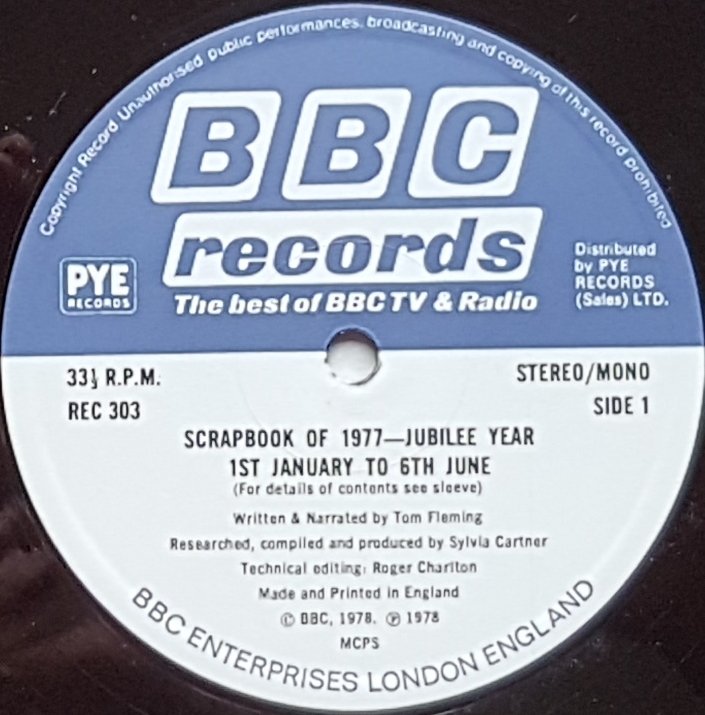 Copyright Record Unauthorised public performances, broadcasting and copying of this record prohibited
BBC
records
The best of BBC TV & Radio
PYE
RECORDS
Distributed
by PYE
RECORDS
(Sales) LTD.
33⅓ R.P.M.
REC 303
STEREO/MONO
SIDE 1
SCRAPBOOK OF 1977—JUBILEE YEAR
1ST JANUARY TO 6TH JUNE
(For details of contents see sleeve)
Written & Narrated by Tom Fleming
Researched, compiled and produced by Sylvia Cartner
Technical editing: Roger Charlton
Made and Printed in England
© BBC, 1978. ℗ 1978
MCPS
BBC ENTERPRISES LONDON ENGLAND